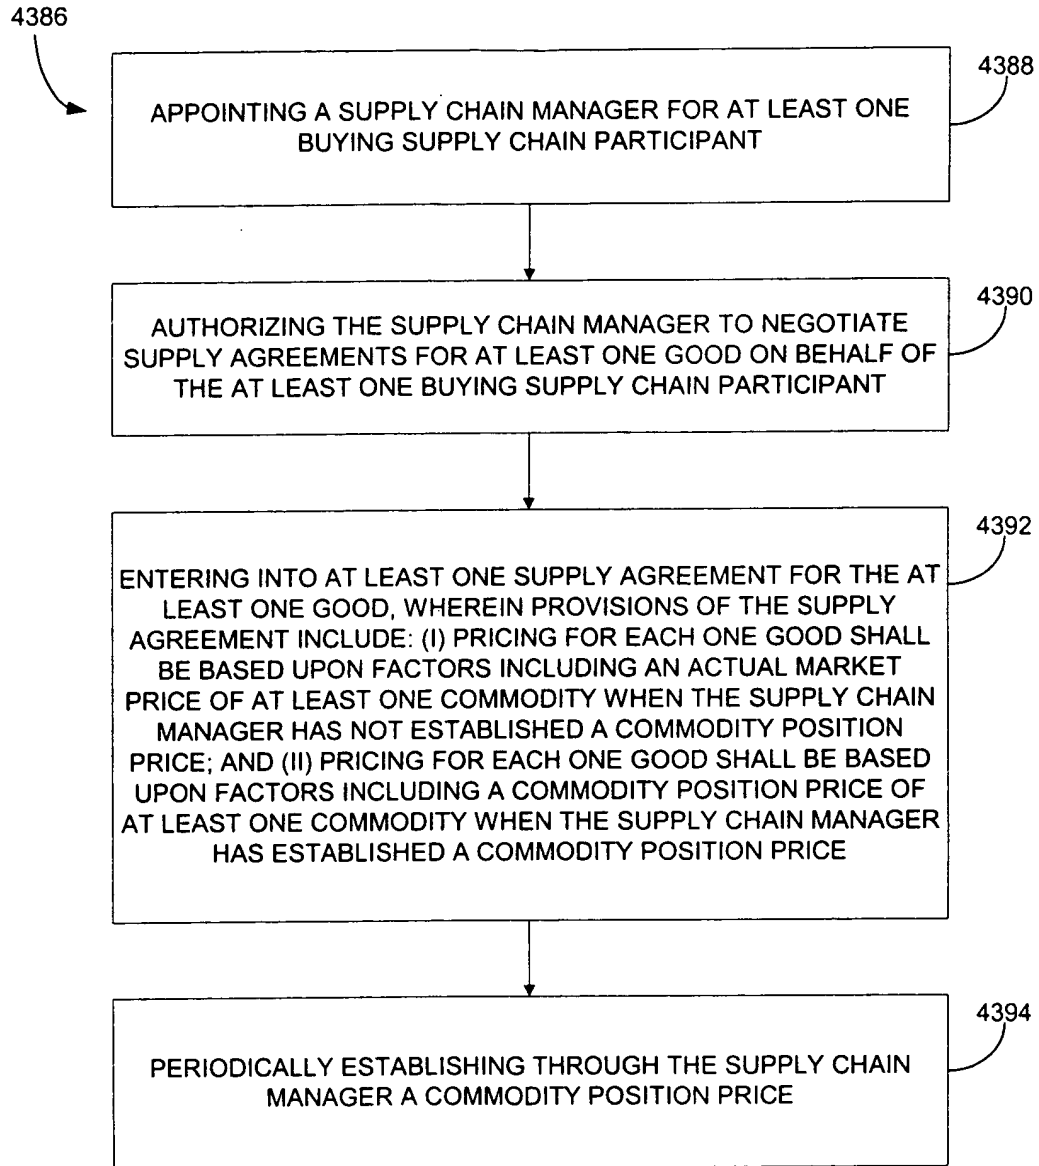 4386
4388
APPOINTING A SUPPLY CHAIN MANAGER FOR AT LEAST ONE
BUYING SUPPLY CHAIN PARTICIPANT
4390
AUTHORIZING THE SUPPLY CHAIN MANAGER TO NEGOTIATE
SUPPLY AGREEMENTS FOR AT LEAST ONE GOOD ON BEHALF OF
THE AT LEAST ONE BUYING SUPPLY CHAIN PARTICIPANT
4392
ENTERING INTO AT LEAST ONE SUPPLY AGREEMENT FOR THE AT
LEAST ONE GOOD, WHEREIN PROVISIONS OF THE SUPPLY
AGREEMENT INCLUDE: (I) PRICING FOR EACH ONE GOOD SHALL
BE BASED UPON FACTORS INCLUDING AN ACTUAL MARKET
PRICE OF AT LEAST ONE COMMODITY WHEN THE SUPPLY CHAIN
MANAGER HAS NOT ESTABLISHED A COMMODITY POSITION
PRICE; AND (II) PRICING FOR EACH ONE GOOD SHALL BE BASED
UPON FACTORS INCLUDING A COMMODITY POSITION PRICE OF
AT LEAST ONE COMMODITY WHEN THE SUPPLY CHAIN MANAGER
HAS ESTABLISHED A COMMODITY POSITION PRICE
4394
PERIODICALLY ESTABLISHING THROUGH THE SUPPLY CHAIN
MANAGER A COMMODITY POSITION PRICE